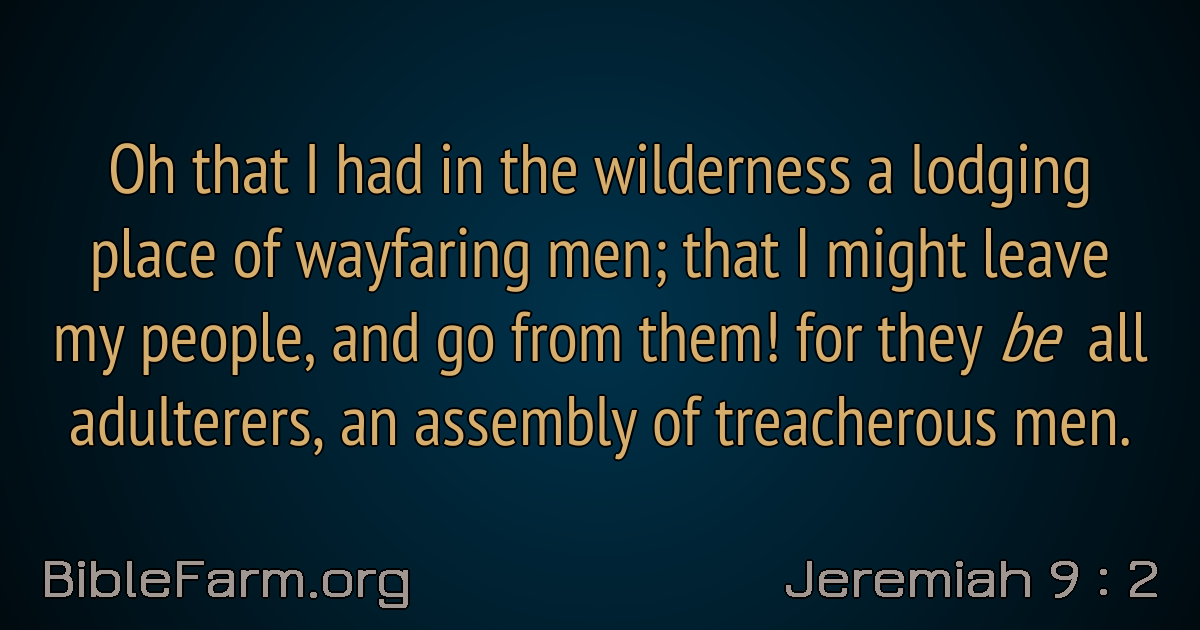 Oh that I had in the wilderness a lodging
place of wayfaring men; that I might leave
my people, and go from them! for they be all
adulterers, an assembly of treacherous men.
BibleFarm.org
Jeremiah 9 : 2